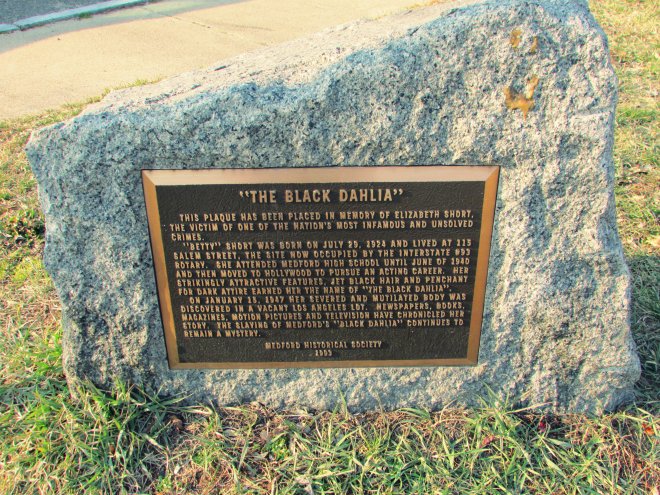 "THE BLACK DAHLIA"
THIS PLAQUE HAS BEEN PLACED IN MEMORY OF ELIZABETH SHORT,
THE VICTIM OF ONE OF THE NATION'S MOST INFAMOUS AND UNSOLVED
CRIMES.
"BETTY" SHORT WAS BORN ON JULY 29, 1924 AND LIVED AT 115
SALEM STREET, THE SITE NOW OCCUPIED BY THE INTERSTATE #93
ROTARY. SHE ATTENDED MEDFORD HIGH SCHOOL UNTIL JUNE OF 1940
AND THEN MOVED TO HOLLYWOOD TO PURSUE AN ACTING CAREER. HER
STRIKINGLY ATTRACTIVE FEATURES, JET BLACK HAIR AND PENCHANT
OR DARK ATTIRE EARNED HER THE NAME OF "THE BLACK DAHLIA".
ON JANUARY 15, 1947 HER SEVERED AND MUTILATED BODY WAS
DISCOVERED IN A VACANT LOS ANGELES LOT. NEWSPAPERS, BOOKS,
MAGAZINES, MOTION PICTURES AND TELEVISION HAVE CHRONICLED HER
STORY. THE SLAYING OF MEDFORD'S "BLACK DAHLIA" CONTINUES TO
REMAIN A MYSTERY.
MEDFORD HISTORICAL SOCIETY
1993